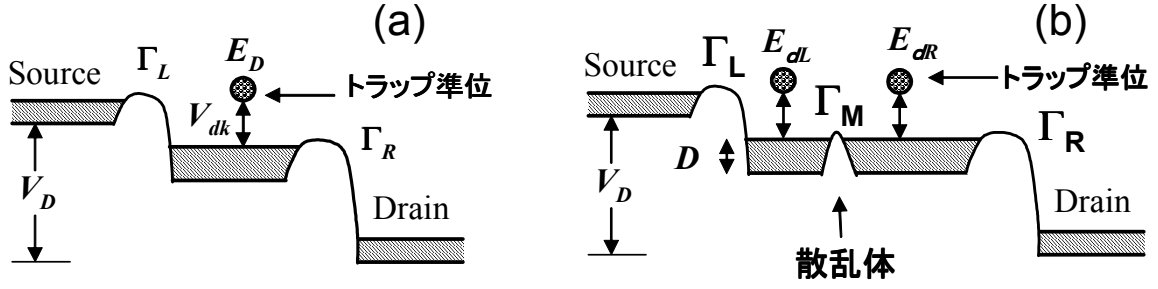 (a)
Source
Γ_L
E_D
トラップ準位
V_dk
Γ_R
V_D
Drain
(b)
Source
Γ_L
E_dL
E_dR
トラップ準位
Γ_M
Γ_R
D
V_D
Drain
散乱体